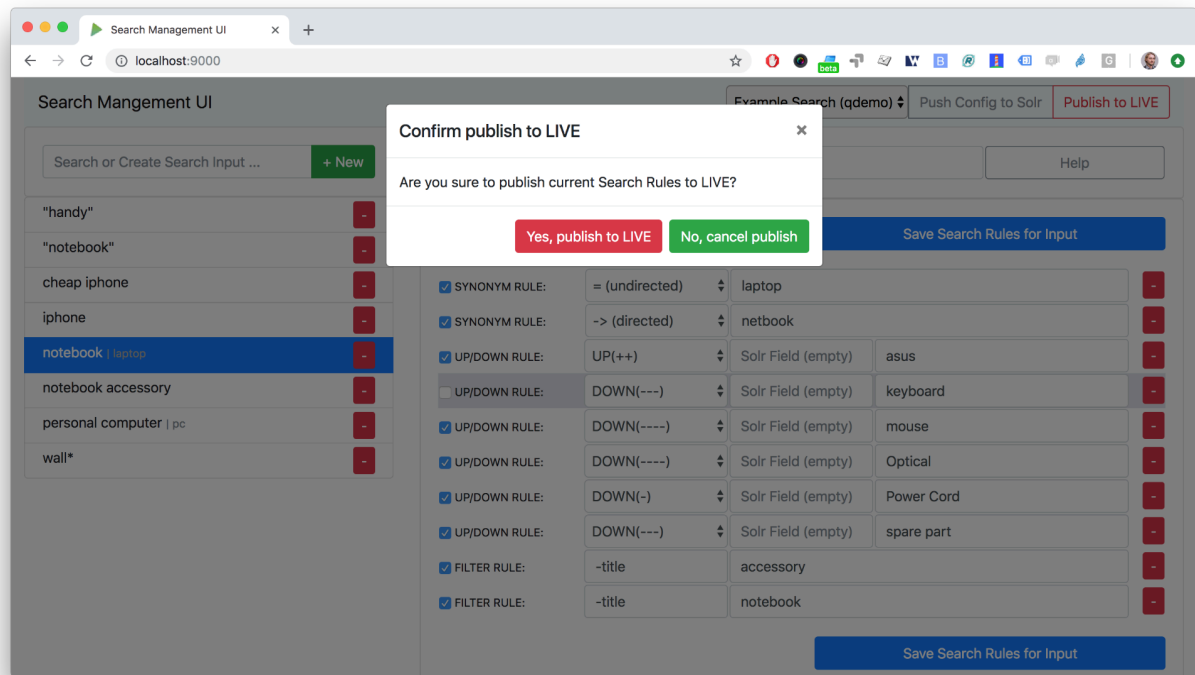 Search Management UI
localhost:9000
beta
Search Mangement UI
Example Search (qdemo)
Push Config to Solr
Publish to LIVE
Confirm publish to LIVE
×
Search or Create Search Input ...
+ New
Help
Are you sure to publish current Search Rules to LIVE?
Yes, publish to LIVE
No, cancel publish
"handy" -
"notebook" -
cheap iphone -
iphone -
notebook | laptop -
notebook accessory -
personal computer | pc -
wall* -
Save Search Rules for Input
SYNONYM RULE: = (undirected) laptop -
SYNONYM RULE: -> (directed) netbook -
UP/DOWN RULE: UP(++) Solr Field (empty) asus -
UP/DOWN RULE: DOWN(---) Solr Field (empty) keyboard -
UP/DOWN RULE: DOWN(----) Solr Field (empty) mouse -
UP/DOWN RULE: DOWN(----) Solr Field (empty) Optical -
UP/DOWN RULE: DOWN(-) Solr Field (empty) Power Cord -
UP/DOWN RULE: DOWN(---) Solr Field (empty) spare part -
FILTER RULE: -title accessory -
FILTER RULE: -title notebook -
Save Search Rules for Input